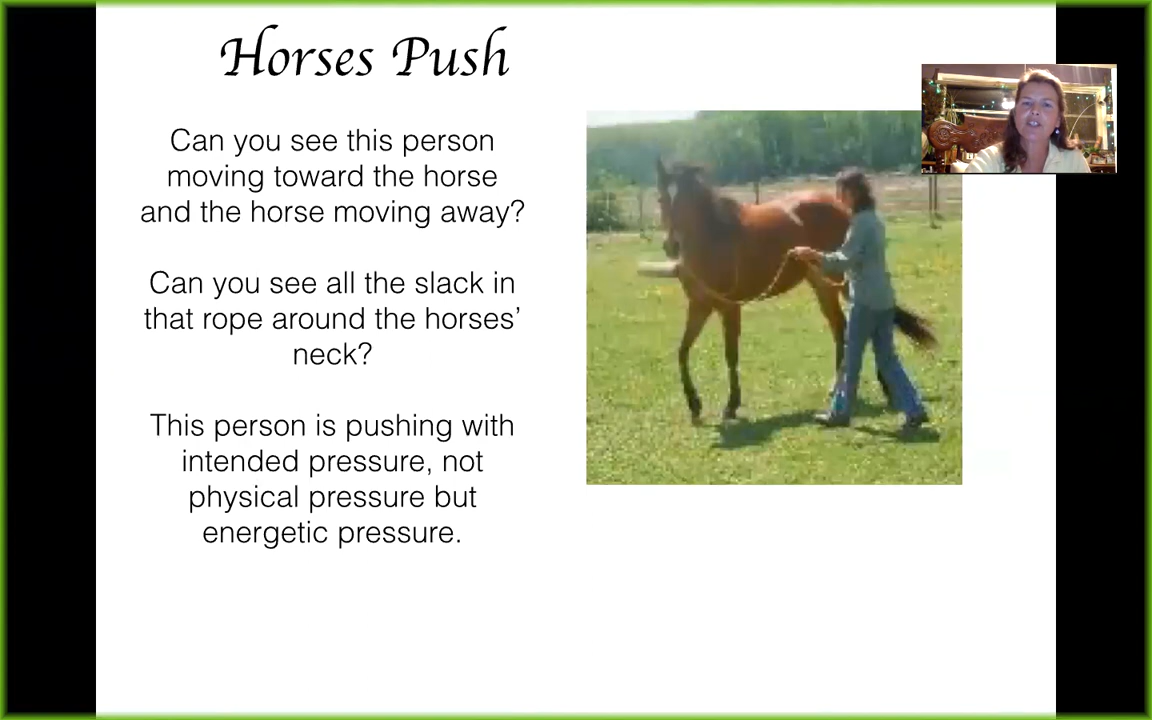 Horses Push
Can you see this person
moving toward the horse
and the horse moving away?
Can you see all the slack in
that rope around the horses’
neck?
This person is pushing with
intended pressure, not
physical pressure but
energetic pressure.